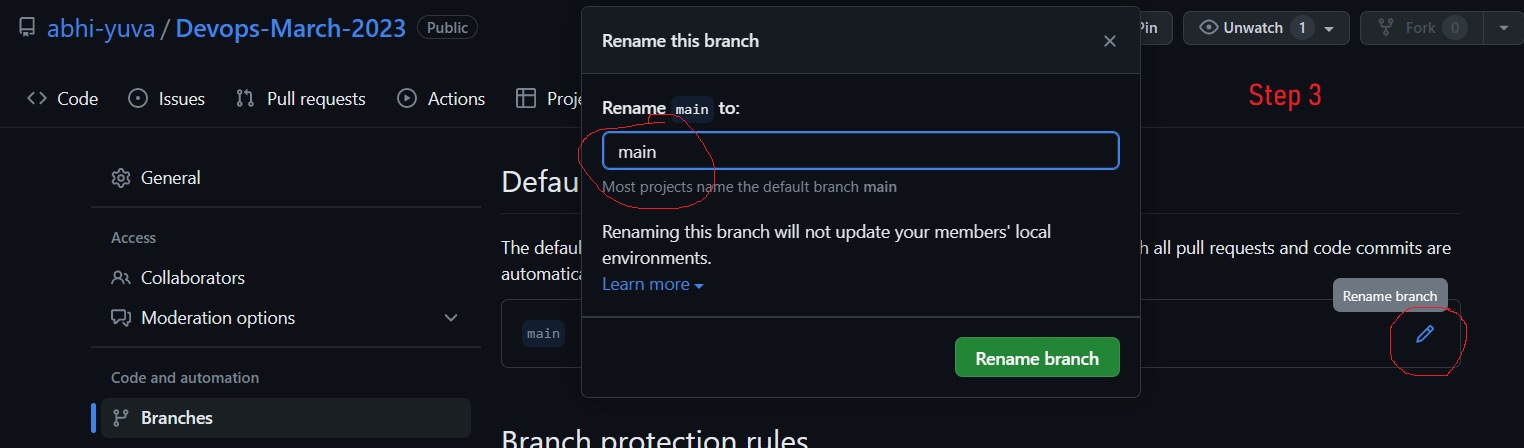 abhi-yuva / Devops-March-2023 Public
Pin
Unwatch 1
Fork 0
Code Issues Pull requests Actions Proje
Step 3
Rename this branch
Rename main to:
main
Most projects name the default branch main
Renaming this branch will not update your members' local
environments.
Learn more
Rename branch
General
Access
Collaborators
Moderation options
Code and automation
Branches
Defau
The defau
h all pull requests and code commits are
automatica
Rename branch
main
Branch protection rules